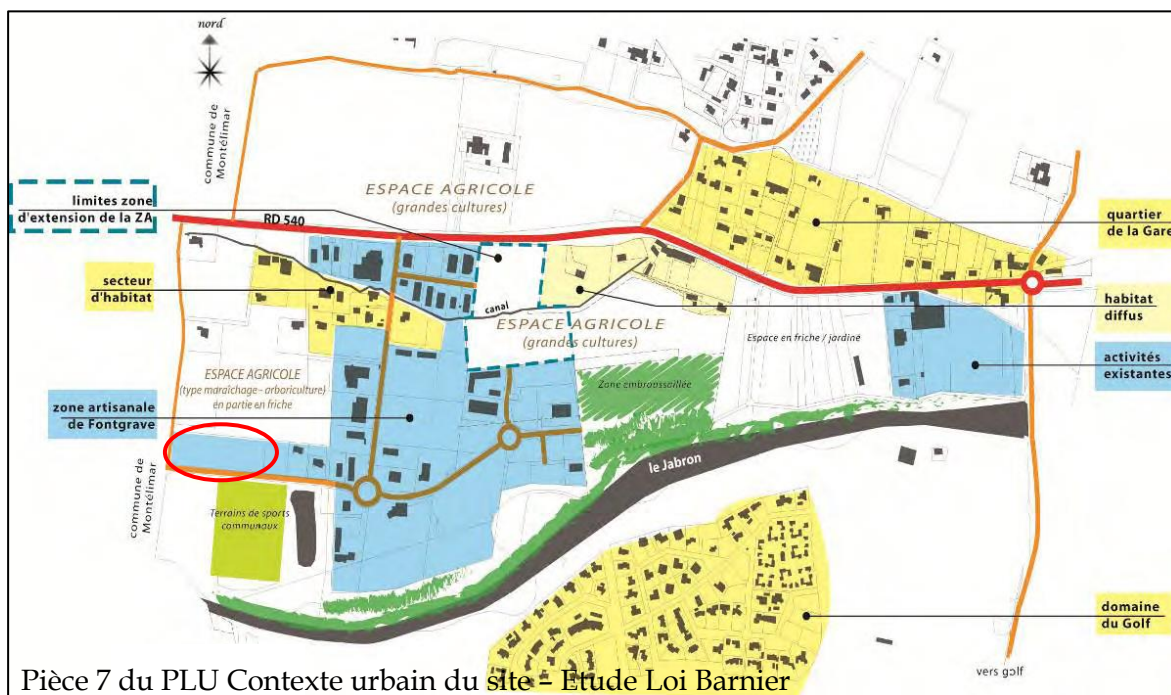 nord
commune de
Montélimar
limites zone
d'extension de la ZA
ESPACE AGRICOLE
(grandes cultures)
RD 540
quartier
de la Gare
secteur
d'habitat
canal
ESPACE AGRICOLE
(grandes cultures)
habitat
diffus
Espace en friche / jardiné
activités
existantes
ESPACE AGRICOLE
(type maraîchage - arboriculture)
en partie en friche
Zone embroussaillée
zone artisanale
de Fontgrave
le Jabron
commune de
Montélimar
Terrains de sports
communaux
domaine
du Golf
vers golf
Pièce 7 du PLU Contexte urbain du site – Etude Loi Barnier